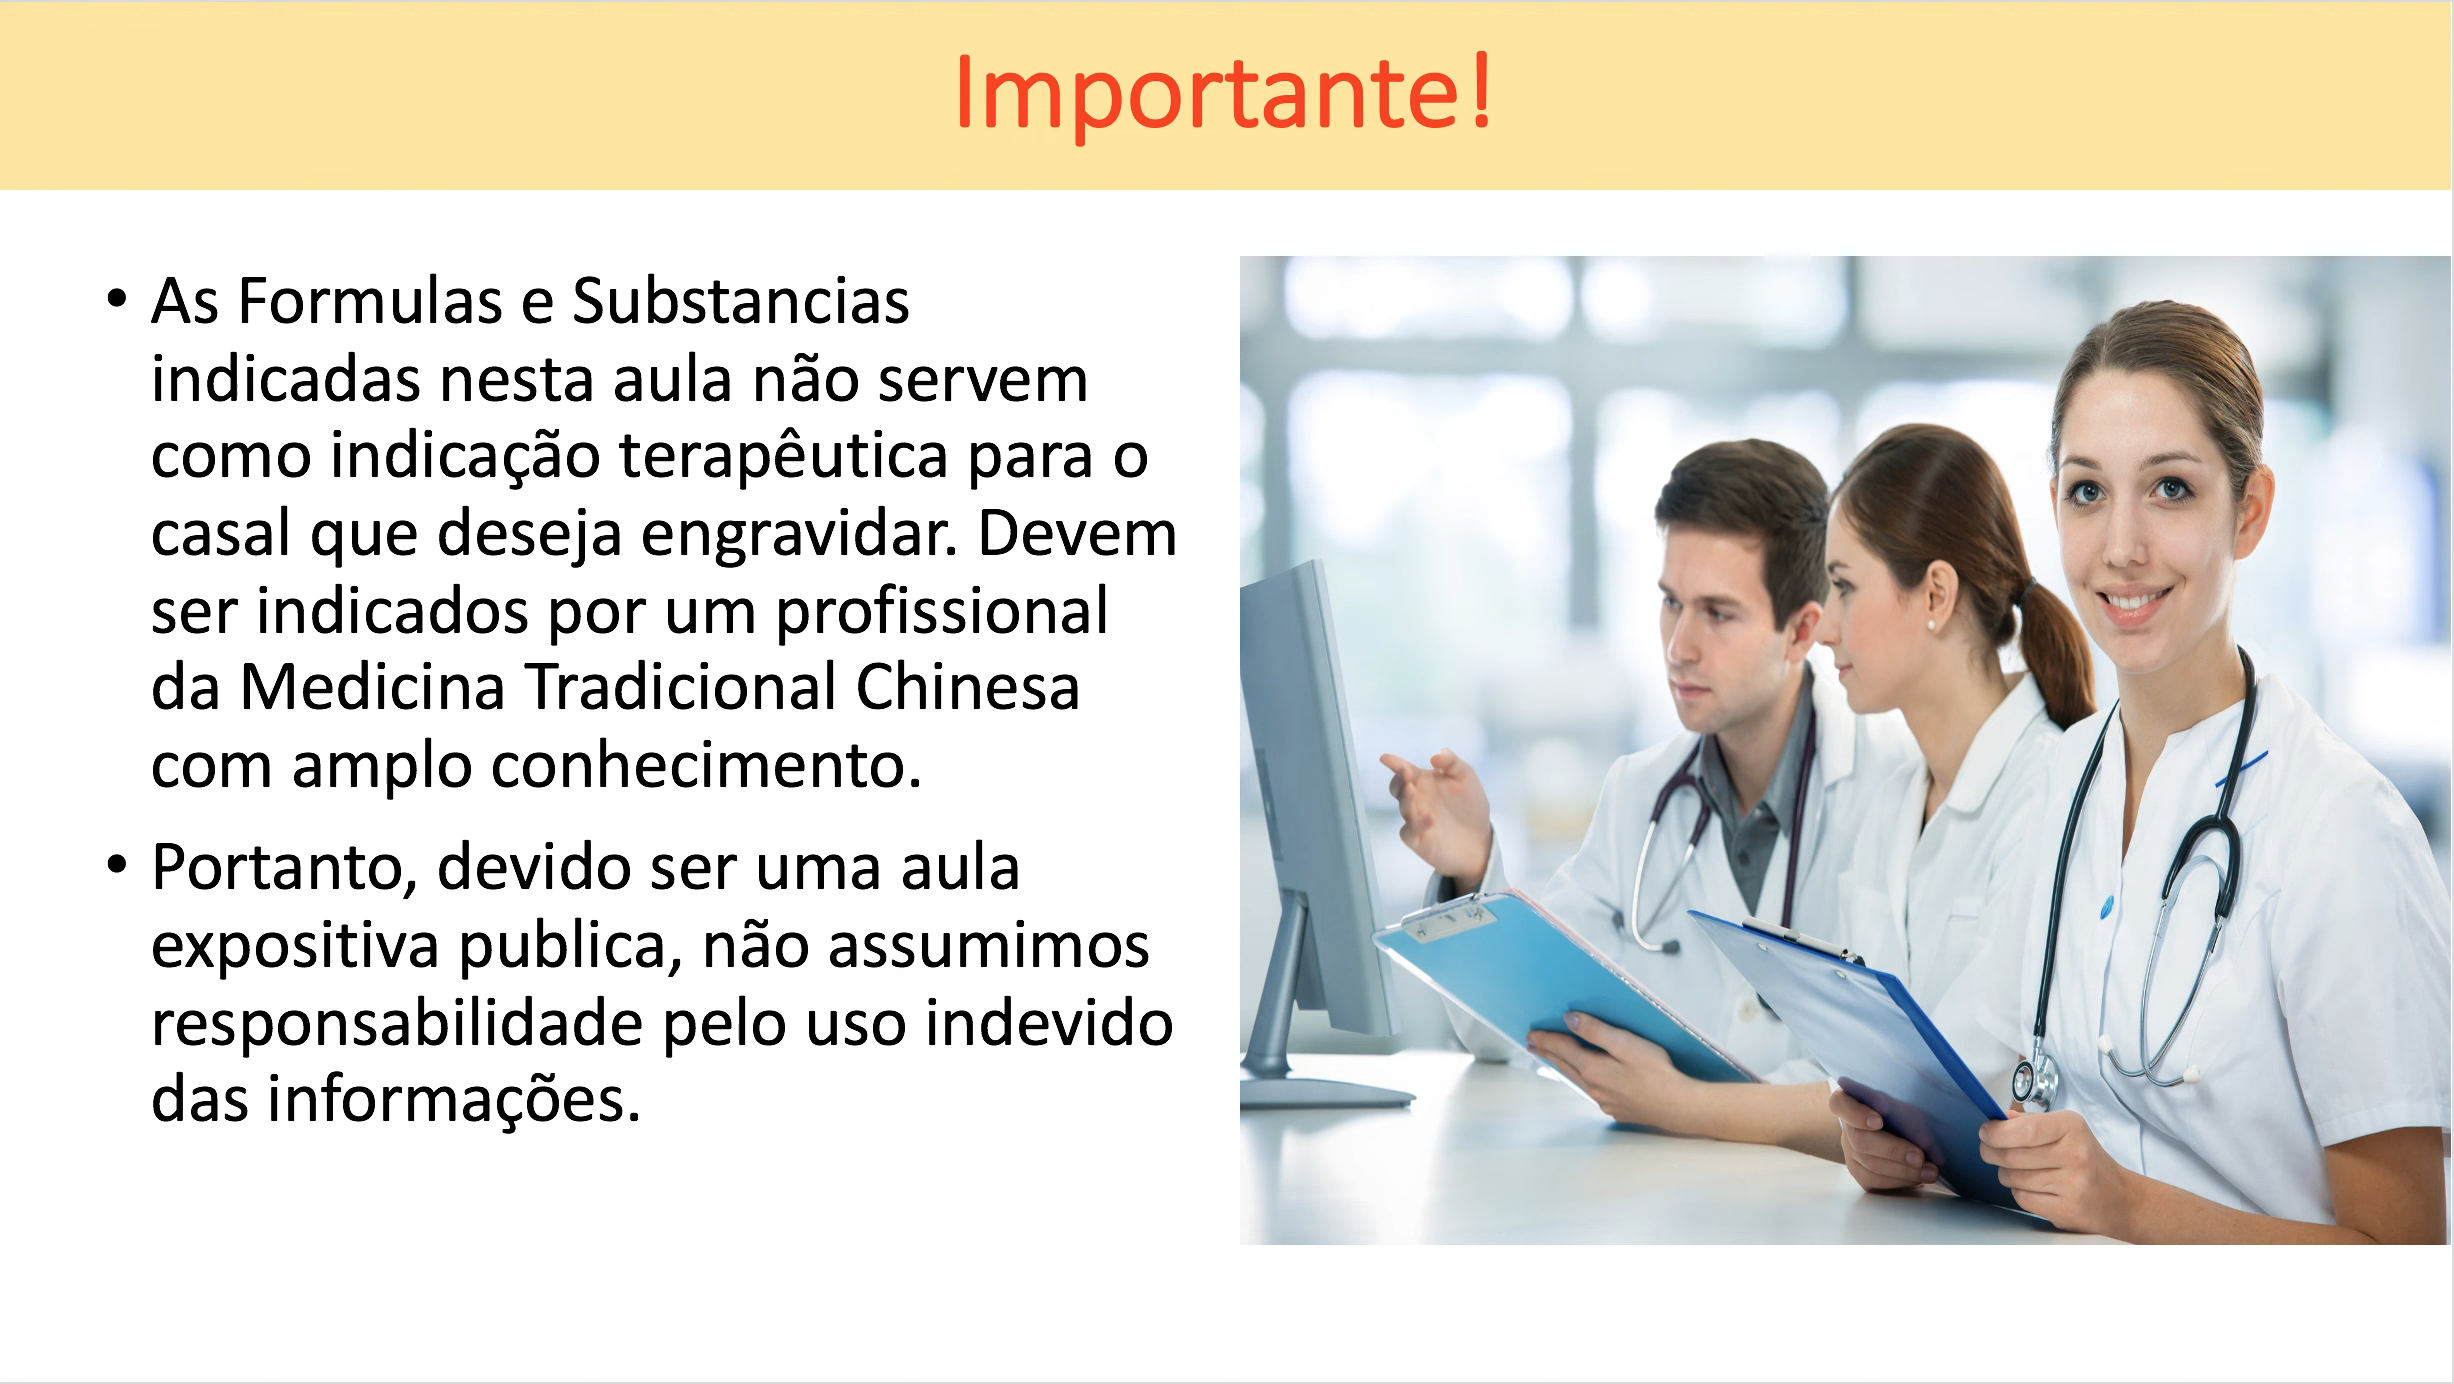 Importante!
• As Formulas e Substancias
indicadas nesta aula não servem
como indicação terapêutica para o
casal que deseja engravidar. Devem
ser indicados por um profissional
da Medicina Tradicional Chinesa
com amplo conhecimento.
• Portanto, devido ser uma aula
expositiva publica, não assumimos
responsabilidade pelo uso indevido
das informações.